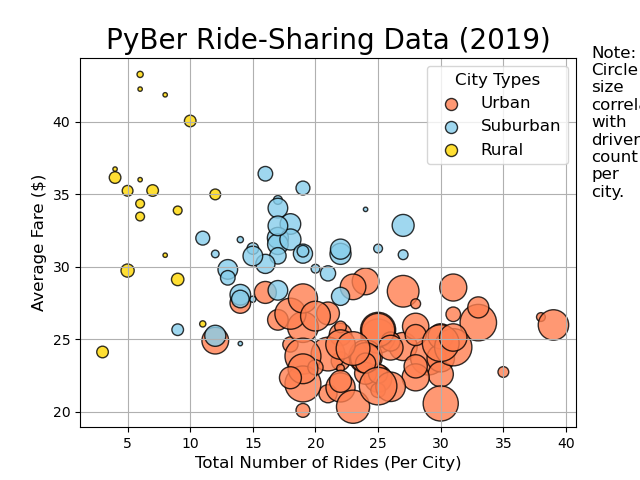 PyBer Ride-Sharing Data (2019)
Note:
Circle
size
with
driver
count
per
city.
City Types
Urban
Suburban
Rural
Average Fare ($)
40
35
30
25
20
5
10
15
20
25
30
35
40
Total Number of Rides (Per City)